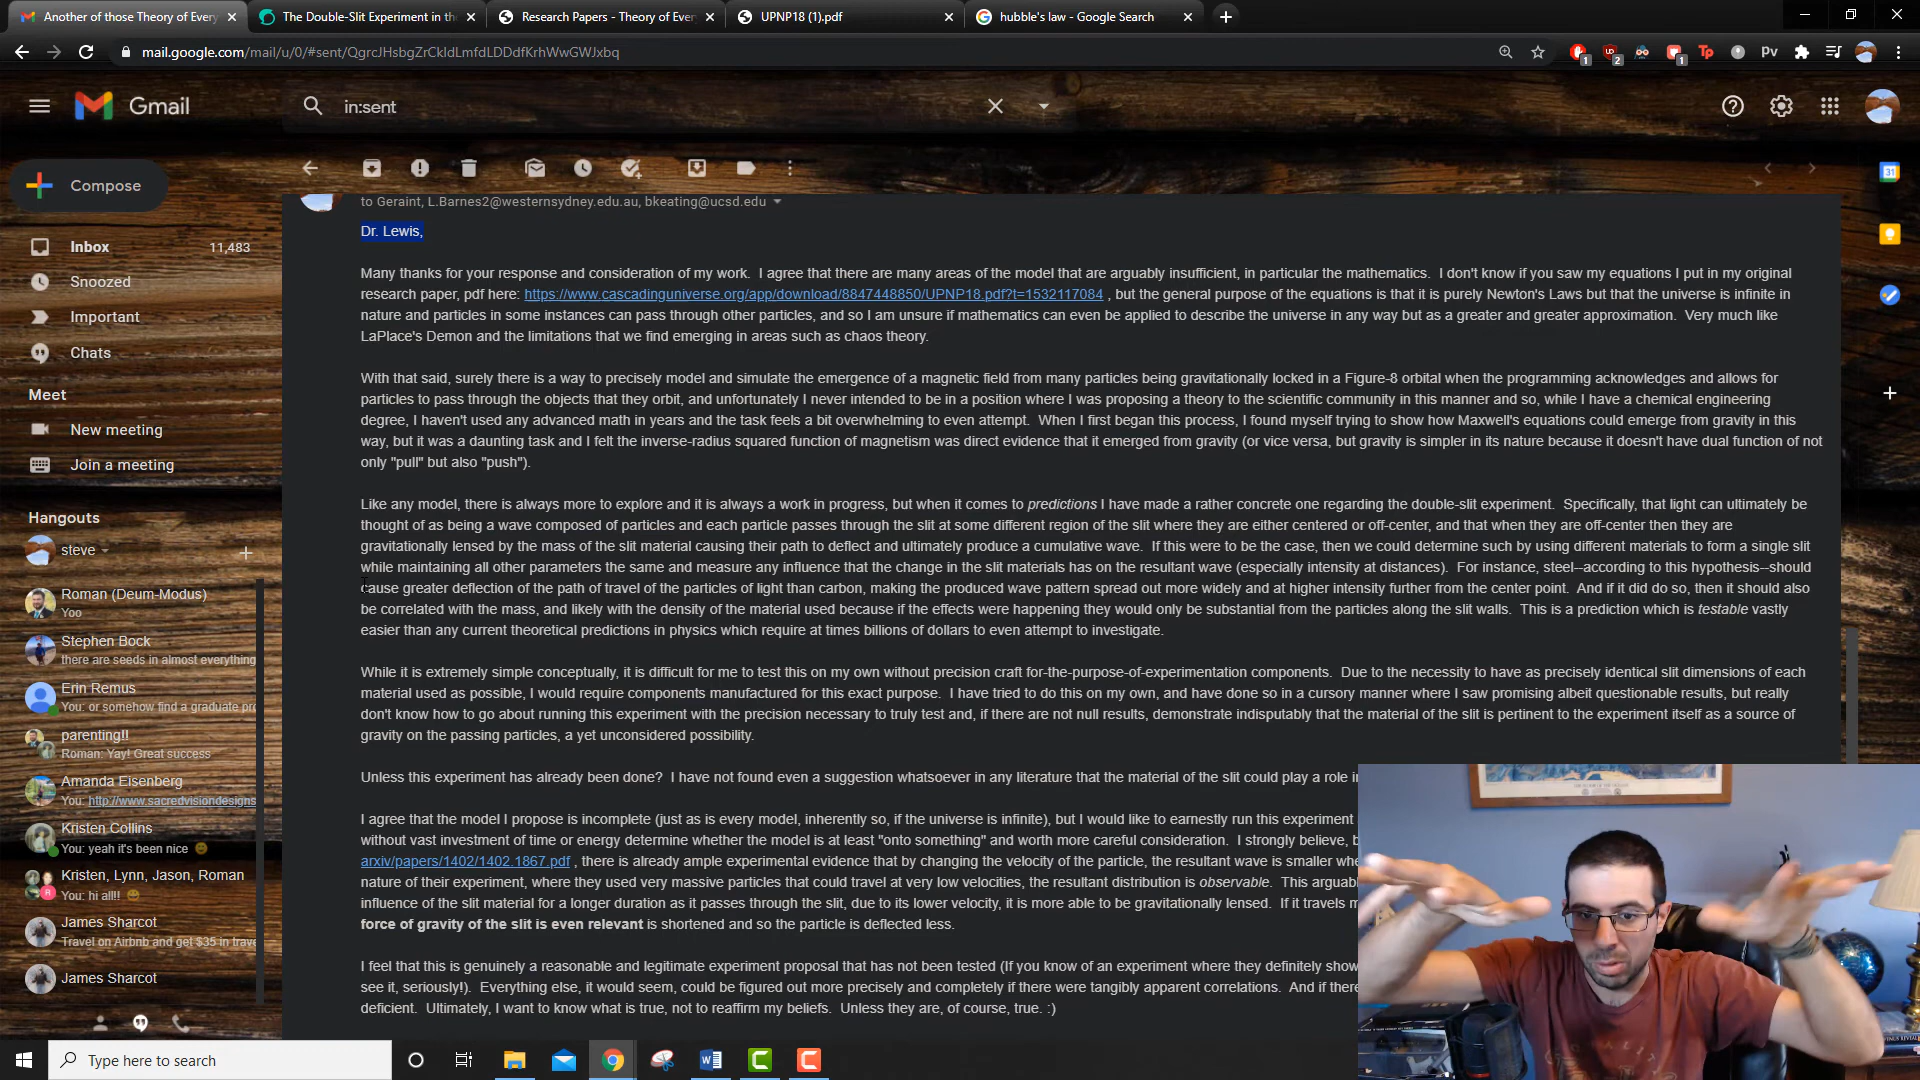 Another of those Theory of Every
The Double-Slit Experiment in th
Research Papers - Theory of Ever
UPNP18 (1).pdf
hubble's law - Google Search
mail.google.com/mail/u/0/#sent/QgrcJHsbgZrCkldLmfdLDDdfKrhWwGWJxbq
1
2
1
Tp
pv
Gmail
in:sent
Compose
to Geraint, L.Barnes2@westernsydney.edu.au, bkeating@ucsd.edu
Dr. Lewis,
Inbox 11,483
Snoozed
Important
Chats
Meet
New meeting
Join a meeting
Hangouts
steve
Roman (Deum-Modus)
Yoo
Stephen Bock
there are seeds in almost everything
Erin Remus
You: or somehow find a graduate pro
parenting!!
Roman: Yay! Great success
Amanda Eisenberg
You: http://www.sacredvisiondesigns
Kristen Collins
You: yeah it's been nice
Kristen, Lynn, Jason, Roman
You: hi all!!
James Sharcot
Travel on Airbnb and get $35 in trave
James Sharcot
Many thanks for your response and consideration of my work. I agree that there are many areas of the model that are arguably insufficient, in particular the mathematics. I don't know if you saw my equations I put in my original
research paper, pdf here: https://www.cascadinguniverse.org/app/download/8847448850/UPNP18.pdf?t=1532117084 , but the general purpose of the equations is that it is purely Newton's Laws but that the universe is infinite in
nature and particles in some instances can pass through other particles, and so I am unsure if mathematics can even be applied to describe the universe in any way but as a greater and greater approximation. Very much like
LaPlace's Demon and the limitations that we find emerging in areas such as chaos theory.
With that said, surely there is a way to precisely model and simulate the emergence of a magnetic field from many particles being gravitationally locked in a Figure-8 orbital when the programming acknowledges and allows for
particles to pass through the objects that they orbit, and unfortunately I never intended to be in a position where I was proposing a theory to the scientific community in this manner and so, while I have a chemical engineering
degree, I haven't used any advanced math in years and the task feels a bit overwhelming to even attempt. When I first began this process, I found myself trying to show how Maxwell's equations could emerge from gravity in this
way, but it was a daunting task and I felt the inverse-radius squared function of magnetism was direct evidence that it emerged from gravity (or vice versa, but gravity is simpler in its nature because it doesn't have dual function of not
only "pull" but also "push").
Like any model, there is always more to explore and it is always a work in progress, but when it comes to predictions I have made a rather concrete one regarding the double-slit experiment. Specifically, that light can ultimately be
thought of as being a wave composed of particles and each particle passes through the slit at some different region of the slit where they are either centered or off-center, and that when they are off-center then they are
gravitationally lensed by the mass of the slit material causing their path to deflect and ultimately produce a cumulative wave. If this were to be the case, then we could determine such by using different materials to form a single slit
while maintaining all other parameters the same and measure any influence that the change in the slit materials has on the resultant wave (especially intensity at distances). For instance, steel--according to this hypothesis--should
cause greater deflection of the path of travel of the particles of light than carbon, making the produced wave pattern spread out more widely and at higher intensity further from the center point. And if it did do so, then it should also
be correlated with the mass, and likely with the density of the material used because if the effects were happening they would only be substantial from the particles along the slit walls. This is a prediction which is testable vastly
easier than any current theoretical predictions in physics which require at times billions of dollars to even attempt to investigate.
While it is extremely simple conceptually, it is difficult for me to test this on my own without precision craft for-the-purpose-of-experimentation components. Due to the necessity to have as precisely identical slit dimensions of each
material used as possible, I would require components manufactured for this exact purpose. I have tried to do this on my own, and have done so in a cursory manner where I saw promising albeit questionable results, but really
don't know how to go about running this experiment with the precision necessary to truly test and, if there are not null results, demonstrate indisputably that the material of the slit is pertinent to the experiment itself as a source of
gravity on the passing particles, a yet unconsidered possibility.
Unless this experiment has already been done? I have not found even a suggestion whatsoever in any literature that the material of the slit could play a role i
I agree that the model I propose is incomplete (just as is every model, inherently so, if the universe is infinite), but I would like to earnestly run this experiment
without vast investment of time or energy determine whether the model is at least "onto something" and worth more careful consideration. I strongly believe, b
arxiv/papers/1402/1402.1867.pdf , there is already ample experimental evidence that by changing the velocity of the particle, the resultant wave is smaller whe
nature of their experiment, where they used very massive particles that could travel at very low velocities, the resultant distribution is observable. This arguab
influence of the slit material for a longer duration as it passes through the slit, due to its lower velocity, it is more able to be gravitationally lensed. If it travels m
force of gravity of the slit is even relevant is shortened and so the particle is deflected less.
I feel that this is genuinely a reasonable and legitimate experiment proposal that has not been tested (If you know of an experiment where they definitely show
see it, seriously!). Everything else, it would seem, could be figured out more precisely and completely if there were tangibly apparent correlations. And if there
deficient. Ultimately, I want to know what is true, not to reaffirm my beliefs. Unless they are, of course, true. :)
Type here to search